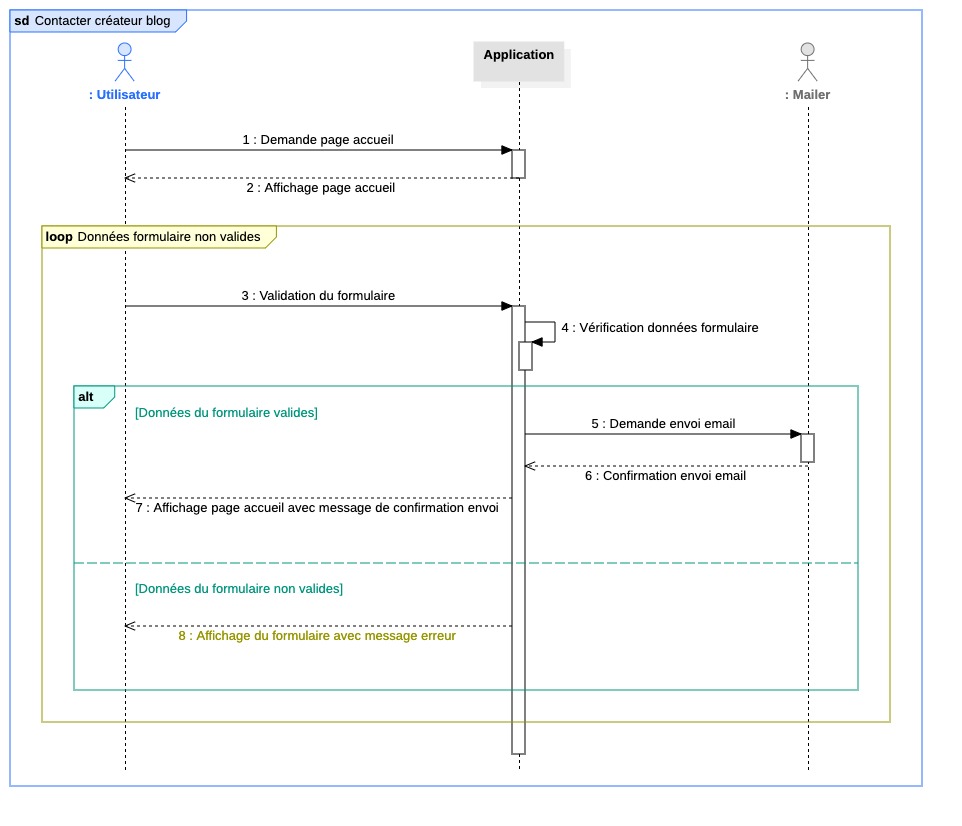 sd Contacter créateur blog
: Utilisateur
Application
: Mailer
1 : Demande page accueil
2 : Affichage page accueil
loop Données formulaire non valides
3 : Validation du formulaire
4 : Vérification données formulaire
alt
[Données du formulaire valides]
5 : Demande envoi email
6 : Confirmation envoi email
7 : Affichage page accueil avec message de confirmation envoi
[Données du formulaire non valides]
8 : Affichage du formulaire avec message erreur